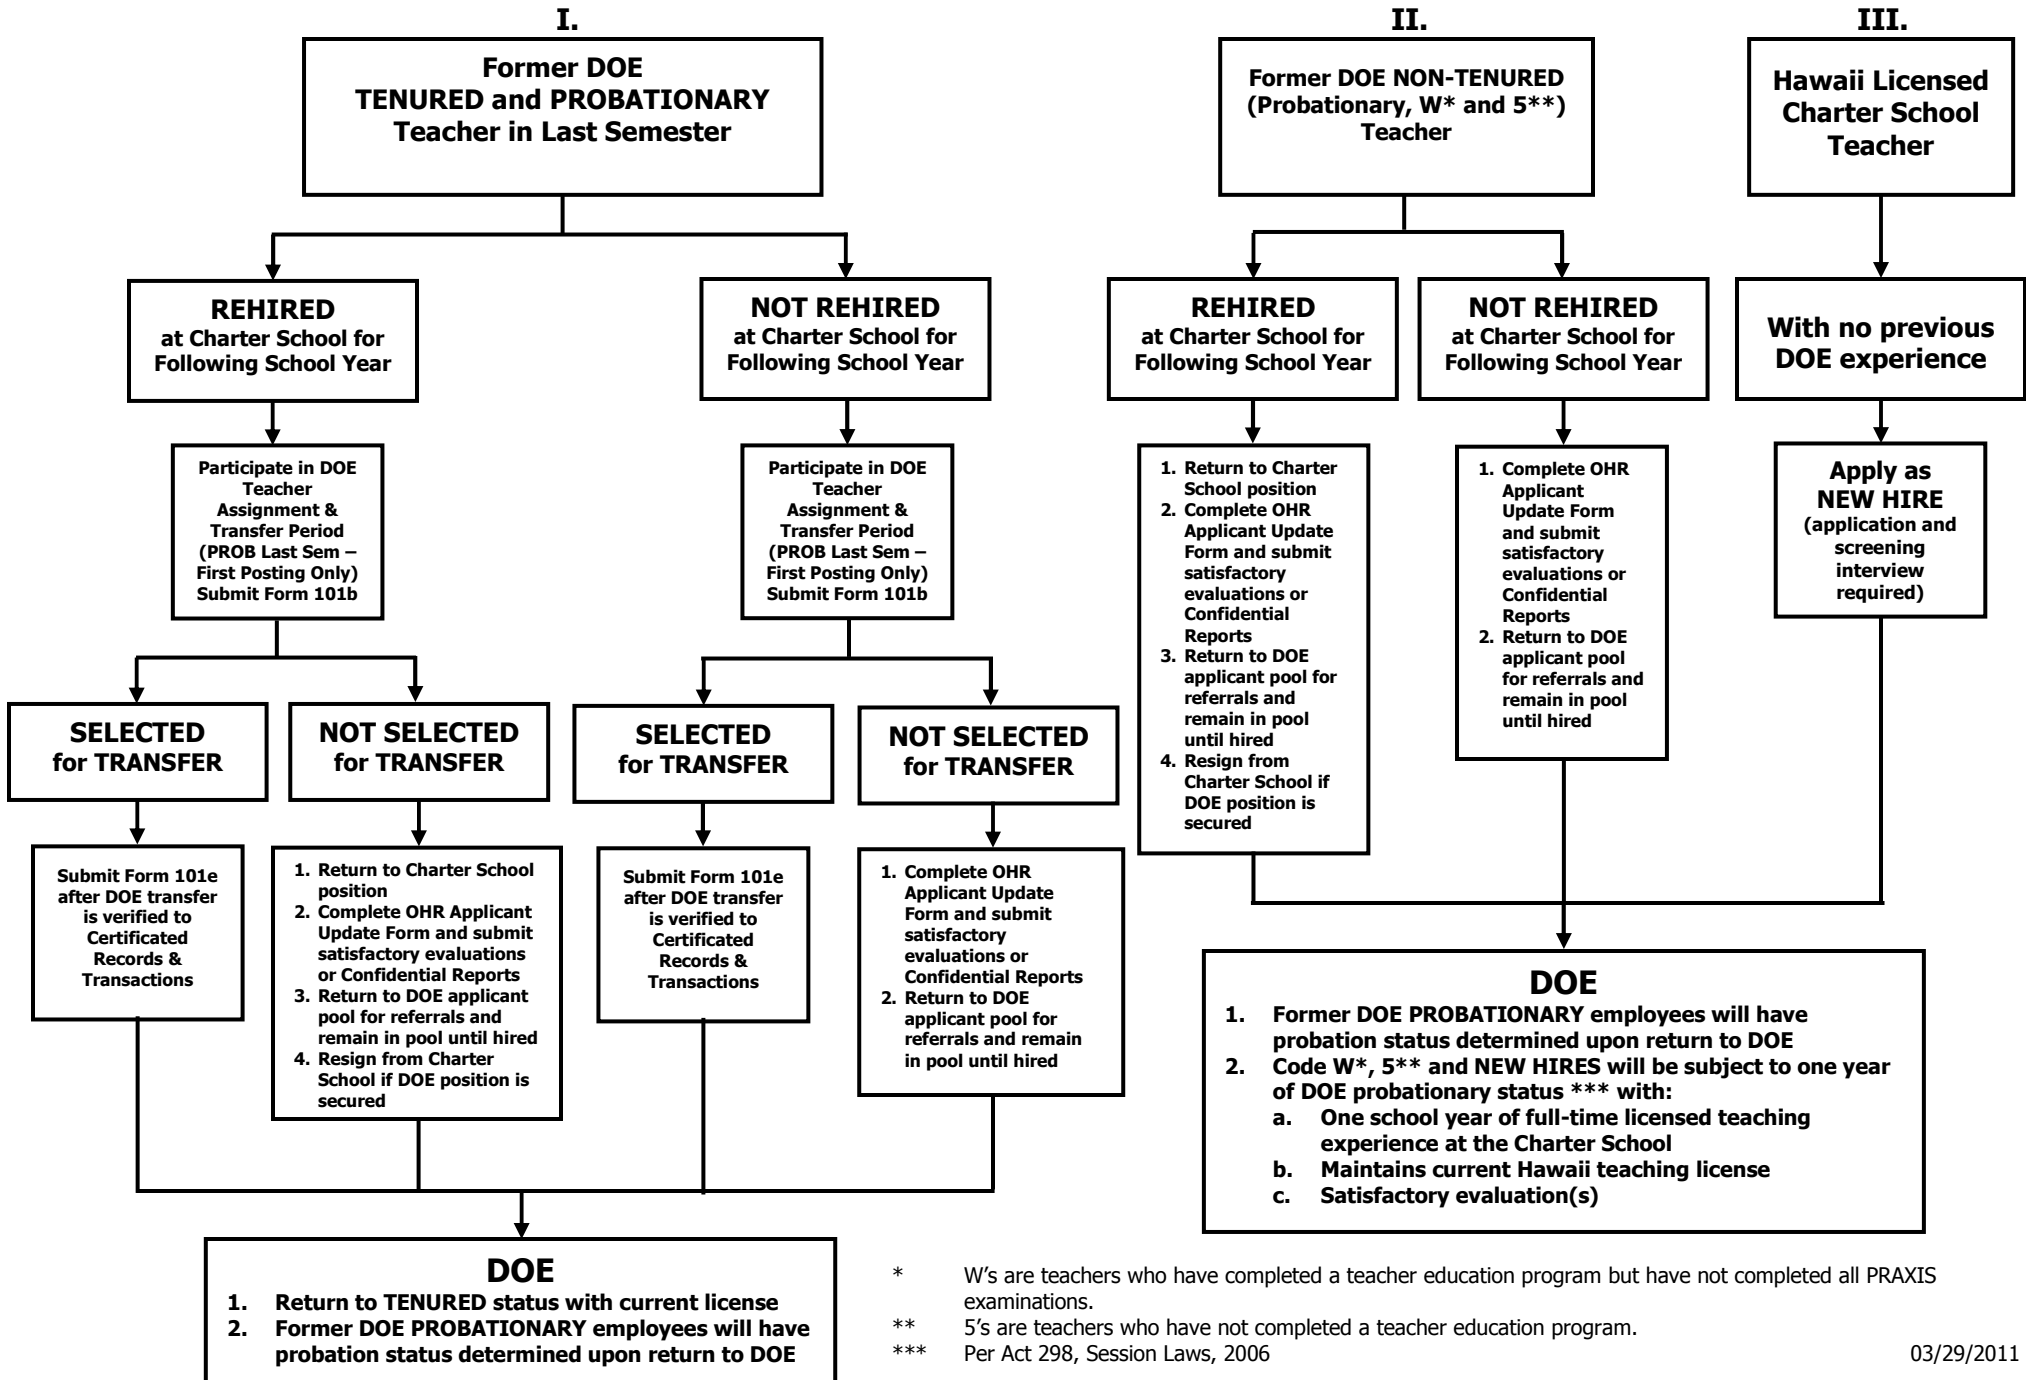 I.
Former DOE
TENURED and PROBATIONARY
Teacher in Last Semester
REHIRED
at Charter School for
Following School Year
Participate in DOE
Teacher
Assignment &
Transfer Period
(PROB Last Sem –
First Posting Only)
Submit Form 101b
SELECTED
for TRANSFER
Submit Form 101e
after DOE transfer
is verified to
Certificated
Records &
Transactions
NOT SELECTED
for TRANSFER
1. Return to Charter School
position
2. Complete OHR Applicant
Update Form and submit
satisfactory evaluations
or Confidential Reports
3. Return to DOE applicant
pool for referrals and
remain in pool until hired
4. Resign from Charter
School if DOE position is
secured
NOT REHIRED
at Charter School for
Following School Year
Participate in DOE
Teacher
Assignment &
Transfer Period
(PROB Last Sem –
First Posting Only)
Submit Form 101b
SELECTED
for TRANSFER
Submit Form 101e
after DOE transfer
is verified to
Certificated
Records &
Transactions
NOT SELECTED
for TRANSFER
1. Complete OHR
Applicant Update
Form and submit
satisfactory
evaluations or
Confidential Reports
2. Return to DOE
applicant pool for
referrals and remain
in pool until hired
DOE
1. Return to TENURED status with current license
2. Former DOE PROBATIONARY employees will have
probation status determined upon return to DOE
II.
Former DOE NON-TENURED
(Probationary, W* and 5**)
Teacher
REHIRED
at Charter School for
Following School Year
1. Return to Charter
School position
2. Complete OHR
Applicant Update
Form and submit
satisfactory
evaluations or
Confidential
Reports
3. Return to DOE
applicant pool for
referrals and
remain in pool
until hired
4. Resign from
Charter School if
DOE position is
secured
NOT REHIRED
at Charter School for
Following School Year
1. Complete OHR
Applicant
Update Form
and submit
satisfactory
evaluations or
Confidential
Reports
2. Return to DOE
applicant pool
for referrals and
remain in pool
until hired
III.
Hawaii Licensed
Charter School
Teacher
With no previous
DOE experience
Apply as
NEW HIRE
(application and
screening
interview
required)
DOE
1. Former DOE PROBATIONARY employees will have
probation status determined upon return to DOE
2. Code W*, 5** and NEW HIRES will be subject to one year
of DOE probationary status *** with:
a. One school year of full-time licensed teaching
experience at the Charter School
b. Maintains current Hawaii teaching license
c. Satisfactory evaluation(s)
* W's are teachers who have completed a teacher education program but have not completed all PRAXIS
examinations.
** 5's are teachers who have not completed a teacher education program.
*** Per Act 298, Session Laws, 2006
03/29/2011